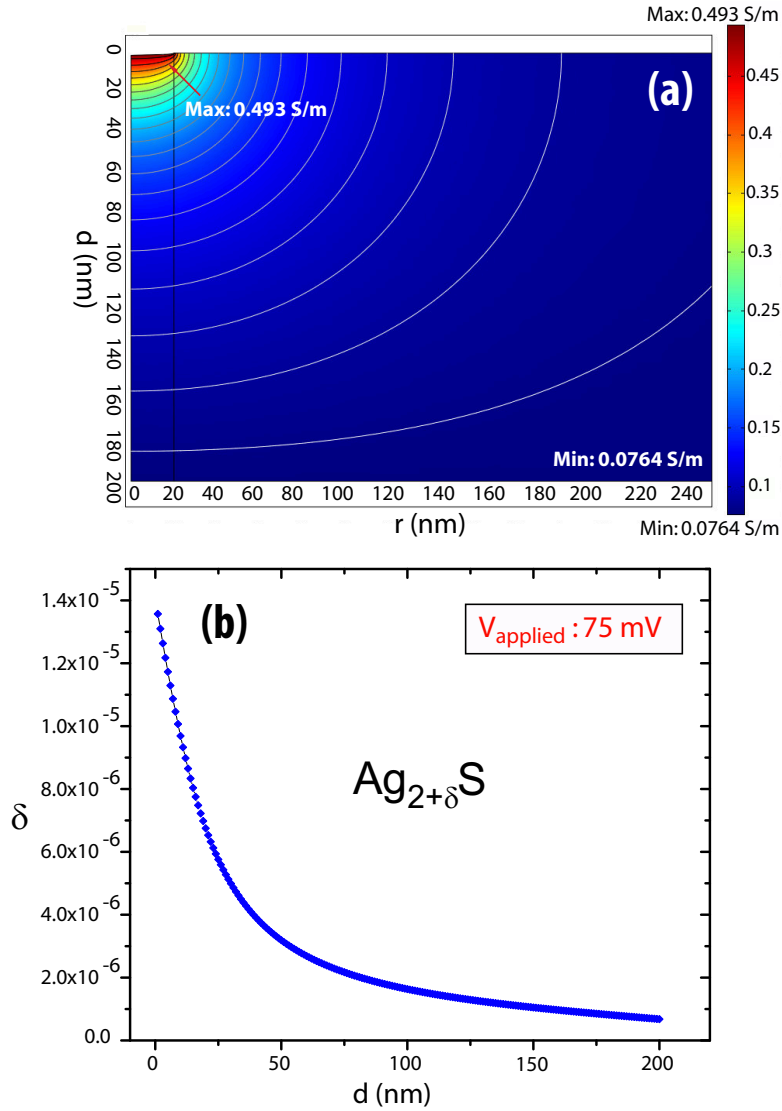 Max: 0.493 S/m
(a)
Max: 0.493 S/m
Min: 0.0764 S/m
0
20
40
60
80
100
120
140
160
180
200
d (nm)
0 20 40 60 80 100 120 140 160 180 200 220 240
r (nm)
0.45
0.4
0.35
0.3
0.25
0.2
0.15
0.1
Min: 0.0764 S/m
(b)
V_applied : 75 mV
Ag_{2+δ}S
1.4x10^-5
1.2x10^-5
1.0x10^-5
8.0x10^-6
6.0x10^-6
4.0x10^-6
2.0x10^-6
0.0
δ
0 50 100 150 200
d (nm)